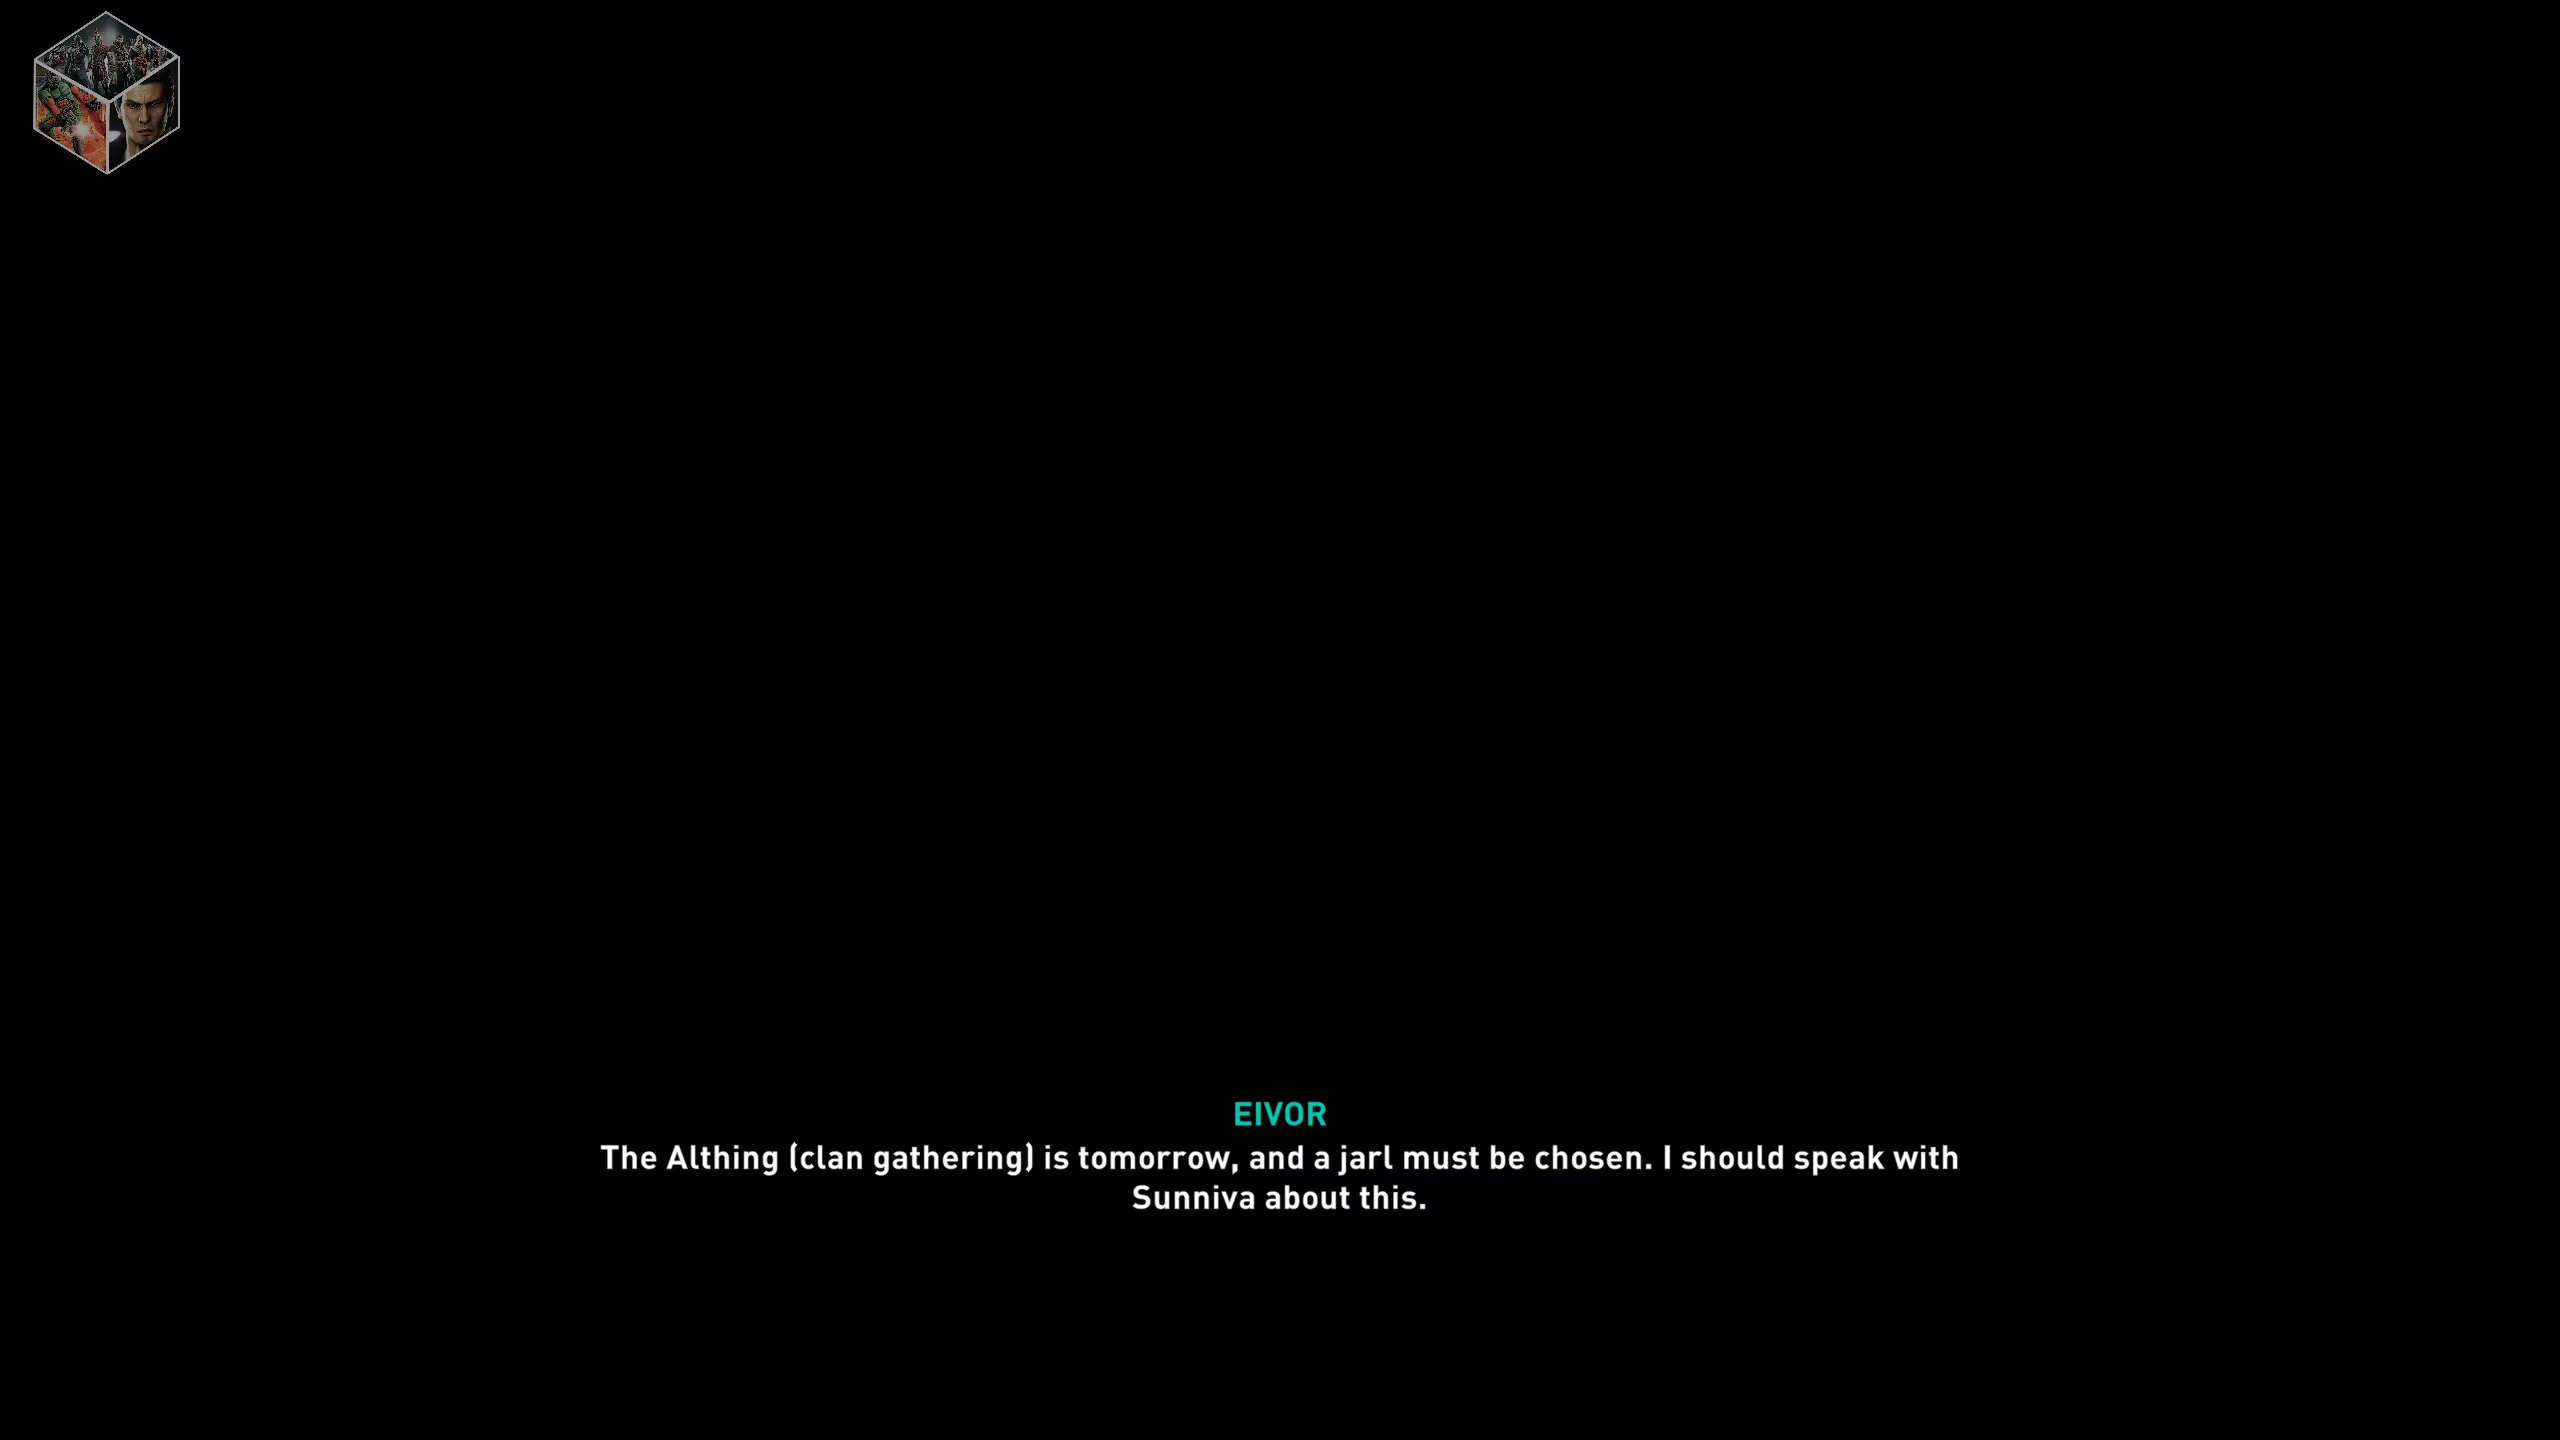 EIVOR
The Althing (clan gathering) is tomorrow, and a jarl must be chosen. I should speak with
Sunniva about this.